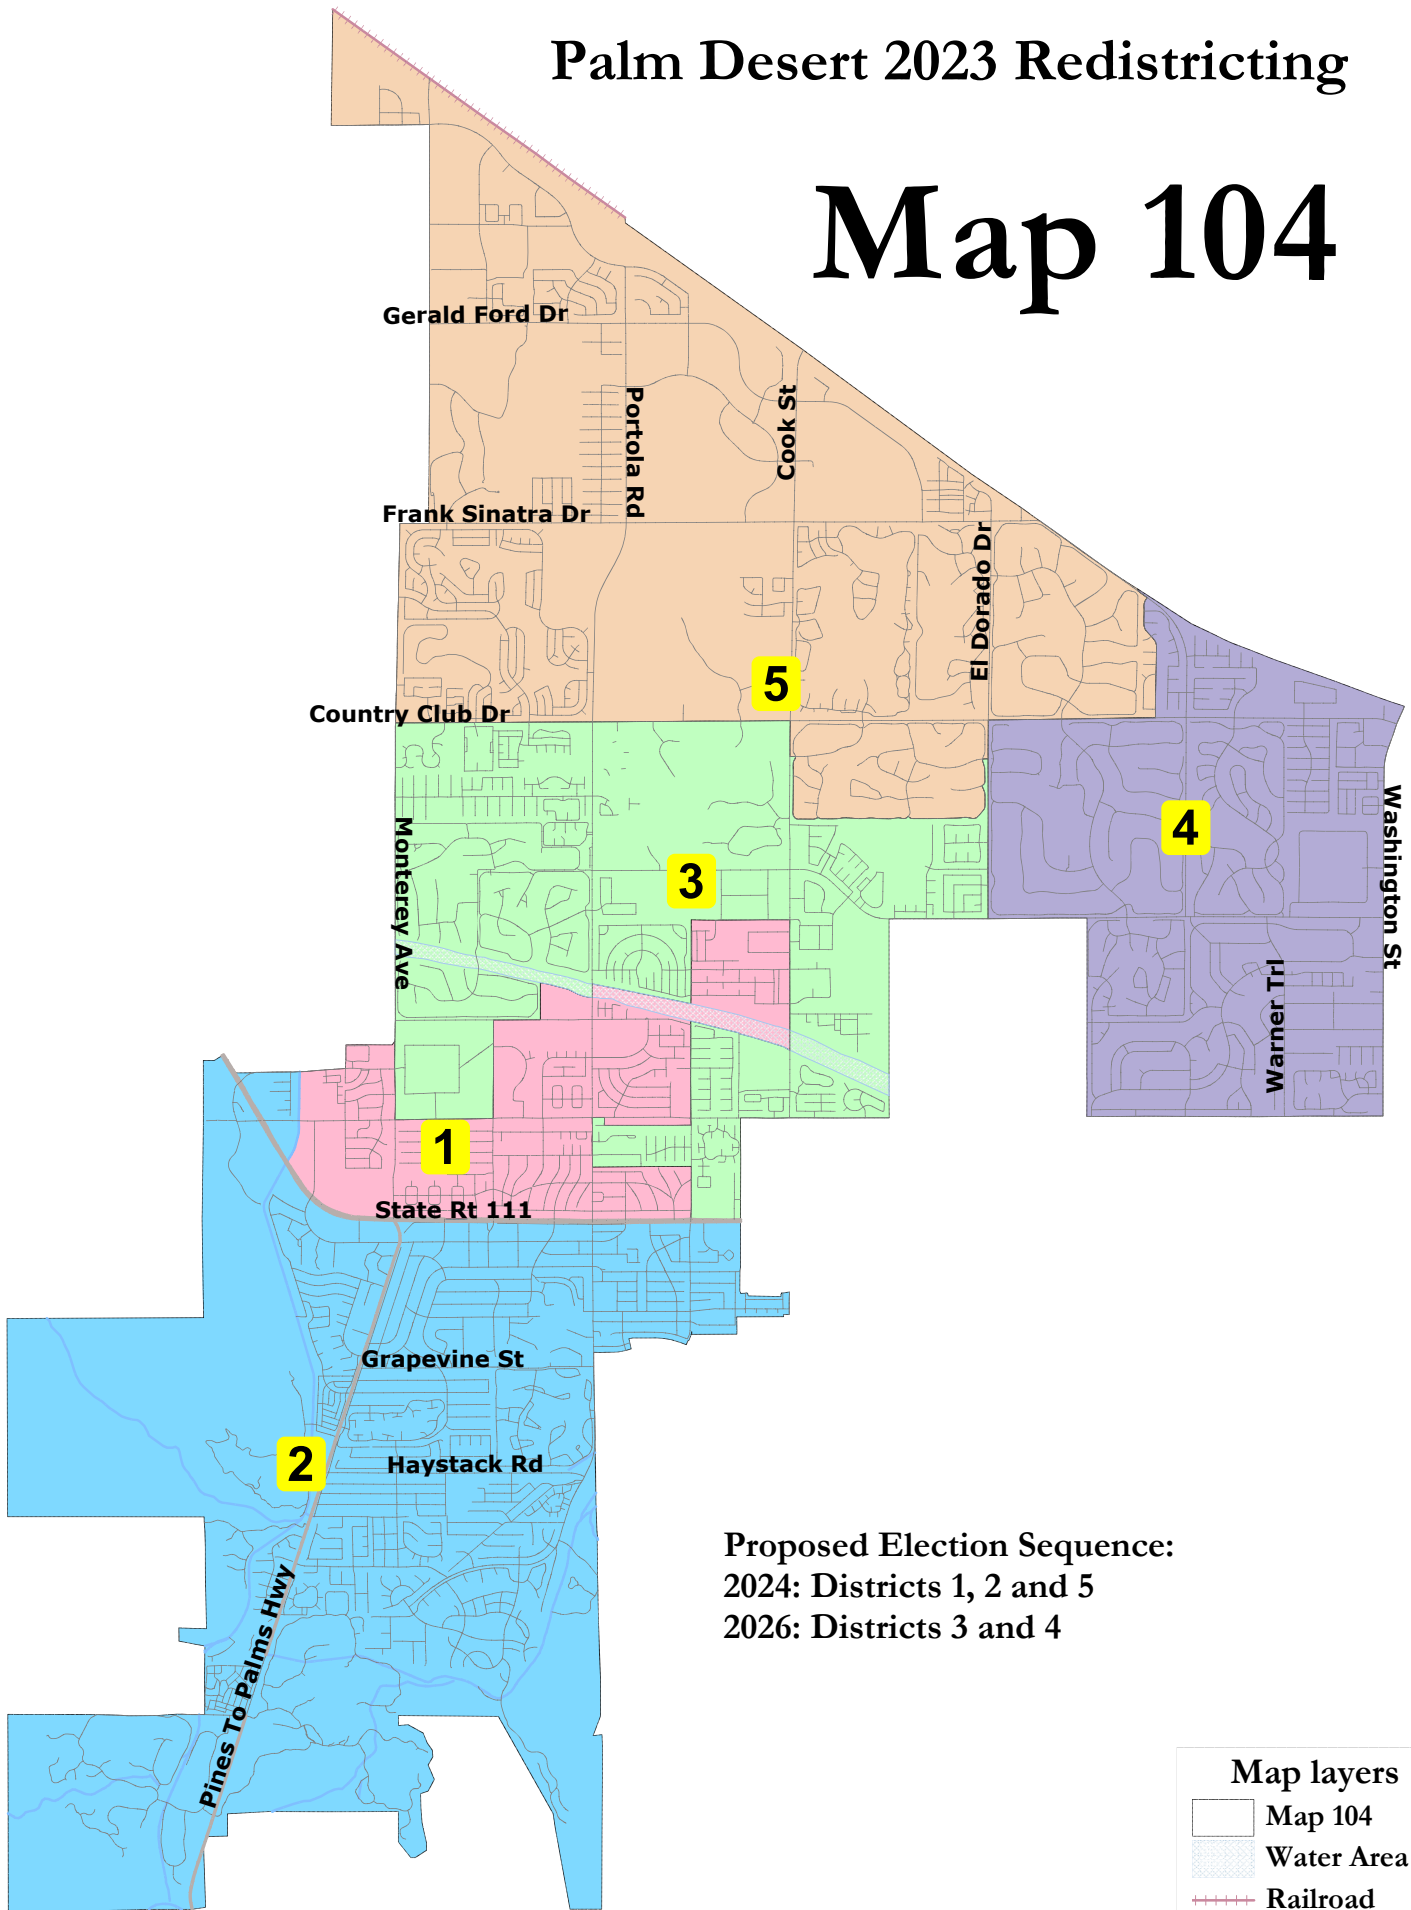 Palm Desert 2023 Redistricting
Map 104
Gerald Ford Dr
Portola Rd
Cook St
Frank Sinatra Dr
El Dorado Dr
5
Country Club Dr
4
Washington St
Monterey Ave
3
Warner Trl
1
State Rt 111
Grapevine St
2
Haystack Rd
Proposed Election Sequence:
2024: Districts 1, 2 and 5
2026: Districts 3 and 4
Pines To Palms Hwy
Map layers
Map 104
Water Area
Railroad